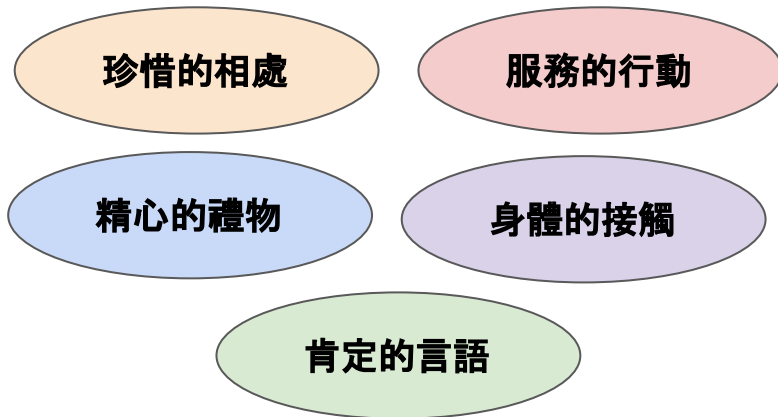 珍惜的相處
服務的行動
精心的禮物
身體的接觸
肯定的言語